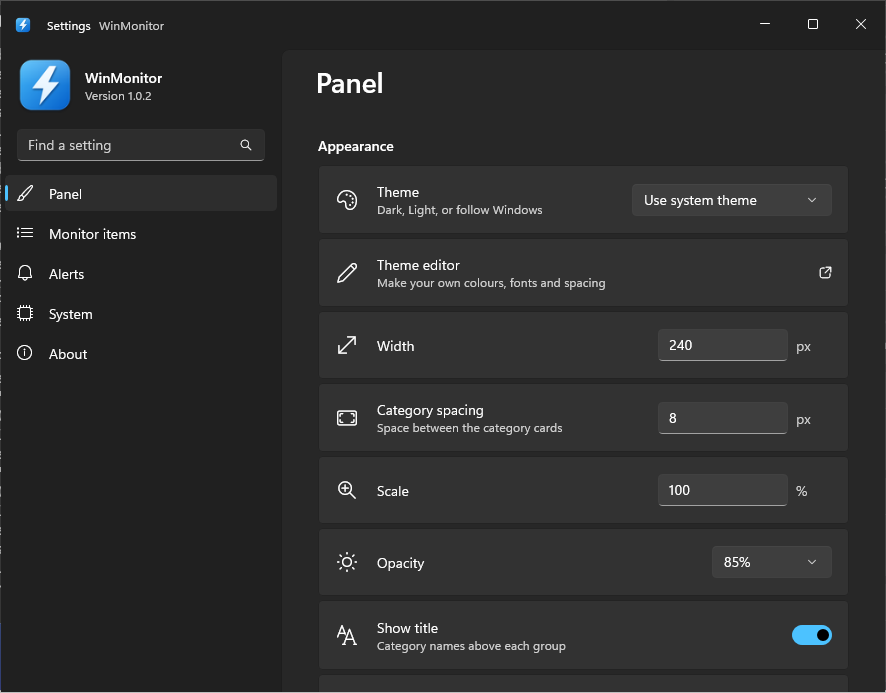 Settings WinMonitor
WinMonitor
Version 1.0.2
Find a setting
Panel
Monitor items
Alerts
System
About
Panel
Appearance
Theme
Dark, Light, or follow Windows
Use system theme
Theme editor
Make your own colours, fonts and spacing
Width
240 px
Category spacing
Space between the category cards
8 px
Scale
100 %
Opacity
85%
Show title
Category names above each group